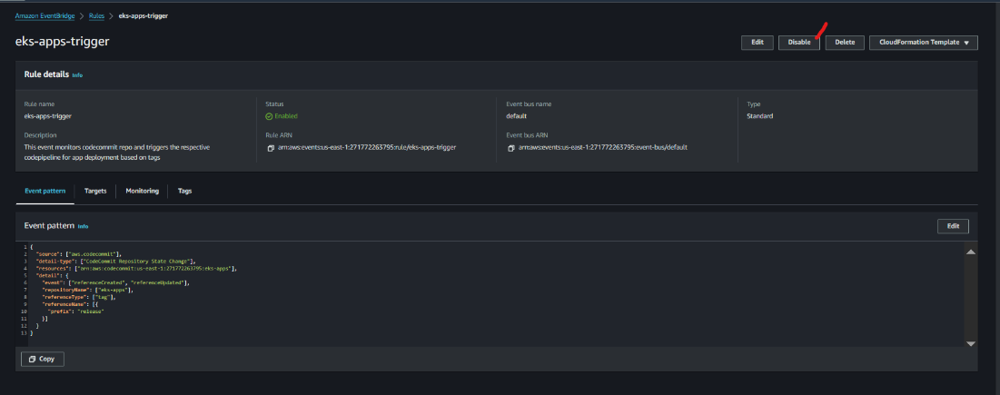 Amazon EventBridge > Rules > eks-apps-trigger
eks-apps-trigger
Edit
Disable
Delete
CloudFormation Template
Rule details Info
Rule name
eks-apps-trigger
Status
Enabled
Event bus name
default
Type
Standard
Description
This event monitors codecommit repo and triggers the respective
codepipeline for app deployment based on tags
Rule ARN
arn:aws:events:us-east-1:271772263795:rule/eks-apps-trigger
Event bus ARN
arn:aws:events:us-east-1:271772263795:event-bus/default
Event pattern
Targets
Monitoring
Tags
Event pattern Info
Edit
1 {
2 "source": ["aws.codecommit"],
3 "detail-type": ["CodeCommit Repository State Change"],
4 "resources": ["arn:aws:codecommit:us-east-1:271772263795:eks-apps"],
5 "detail": {
6 "event": ["referenceCreated", "referenceUpdated"],
7 "repositoryName": ["eks-apps"],
8 "referenceType": ["tag"],
9 "referenceName": [{
10 "prefix": "release"
11 }]
12 }
13 }
Copy